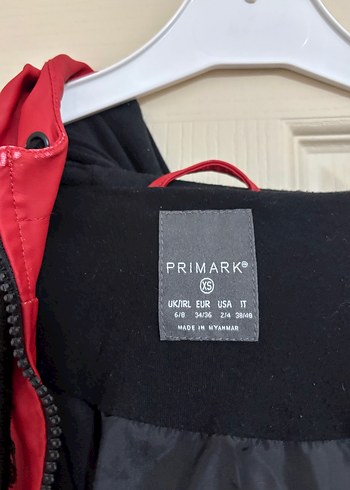 PRIMARK®
XS
UK/IRL EUR USA IT
6/8 34/36 2/4 38/40
MADE IN MYANMAR